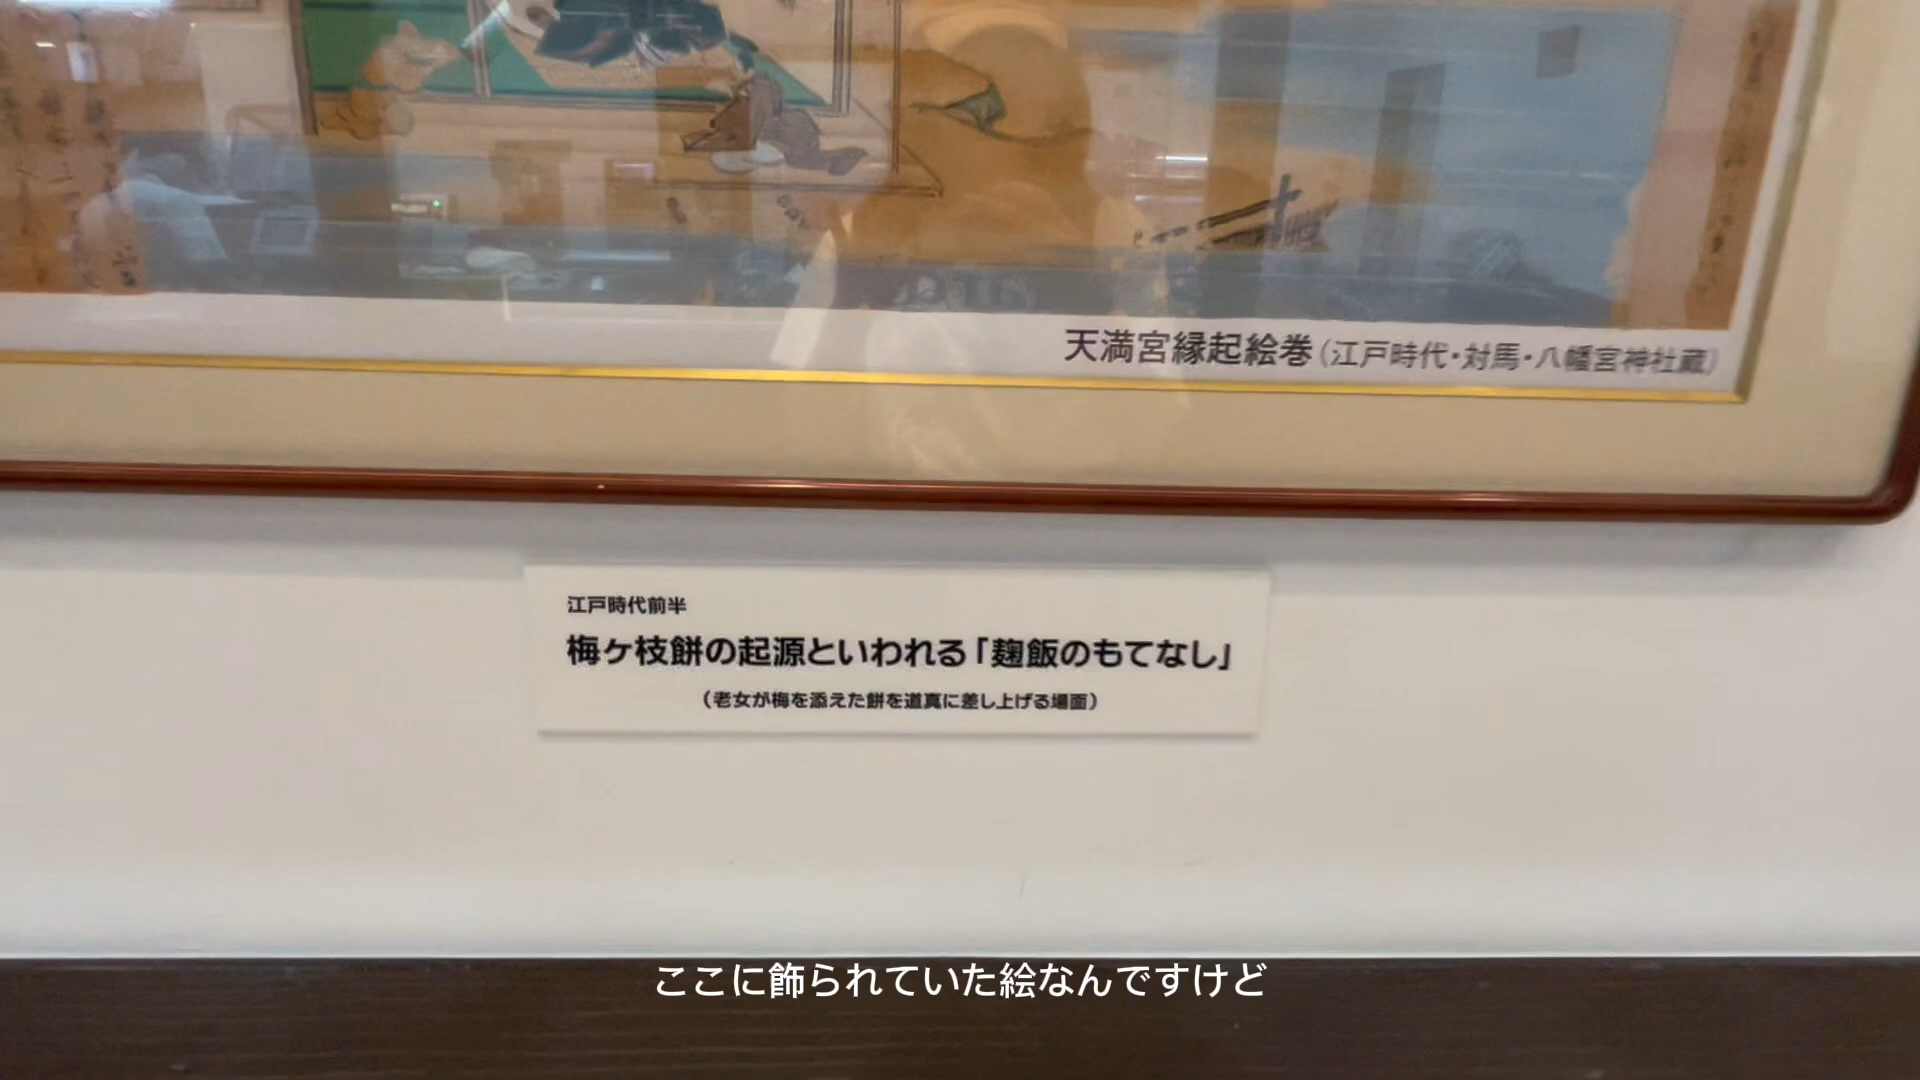 天満宮縁起絵巻(江戸時代・対馬・八幡宮神社蔵)
江戸時代前半
梅ヶ枝餅の起源といわれる「麹飯のもてなし」
(老女が梅を添えた餅を道真に差し上げる場面)
ここに飾られていた絵なんですけど